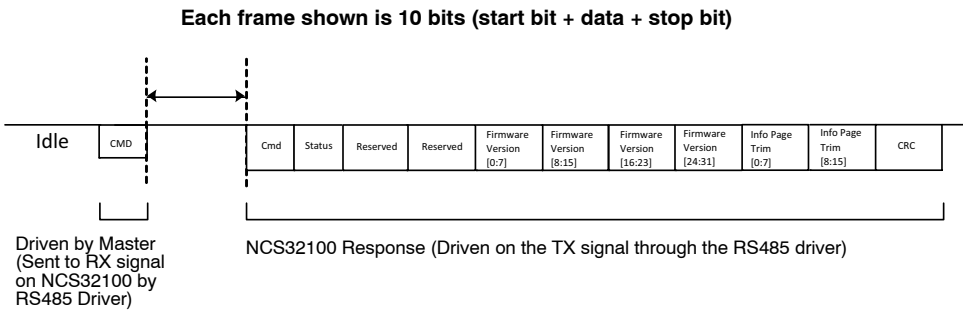 Each frame shown is 10 bits (start bit + data + stop bit)
Idle
CMD
Cmd
Status
Reserved
Reserved
Firmware
Version
[0:7]
Firmware
Version
[8:15]
Firmware
Version
[16:23]
Firmware
Version
[24:31]
Info Page
Trim
[0:7]
Info Page
Trim
[8:15]
CRC
Driven by Master
(Sent to RX signal
on NCS32100 by
RS485 Driver)
NCS32100 Response (Driven on the TX signal through the RS485 driver)